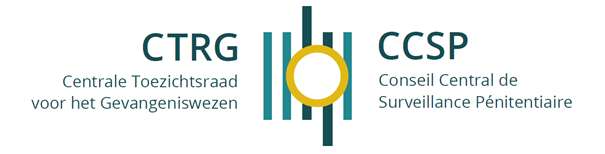 CTRG
Centrale Toezichtsraad
voor het Gevangeniswezen
CCSP
Conseil Central de
Surveillance Pénitentiaire